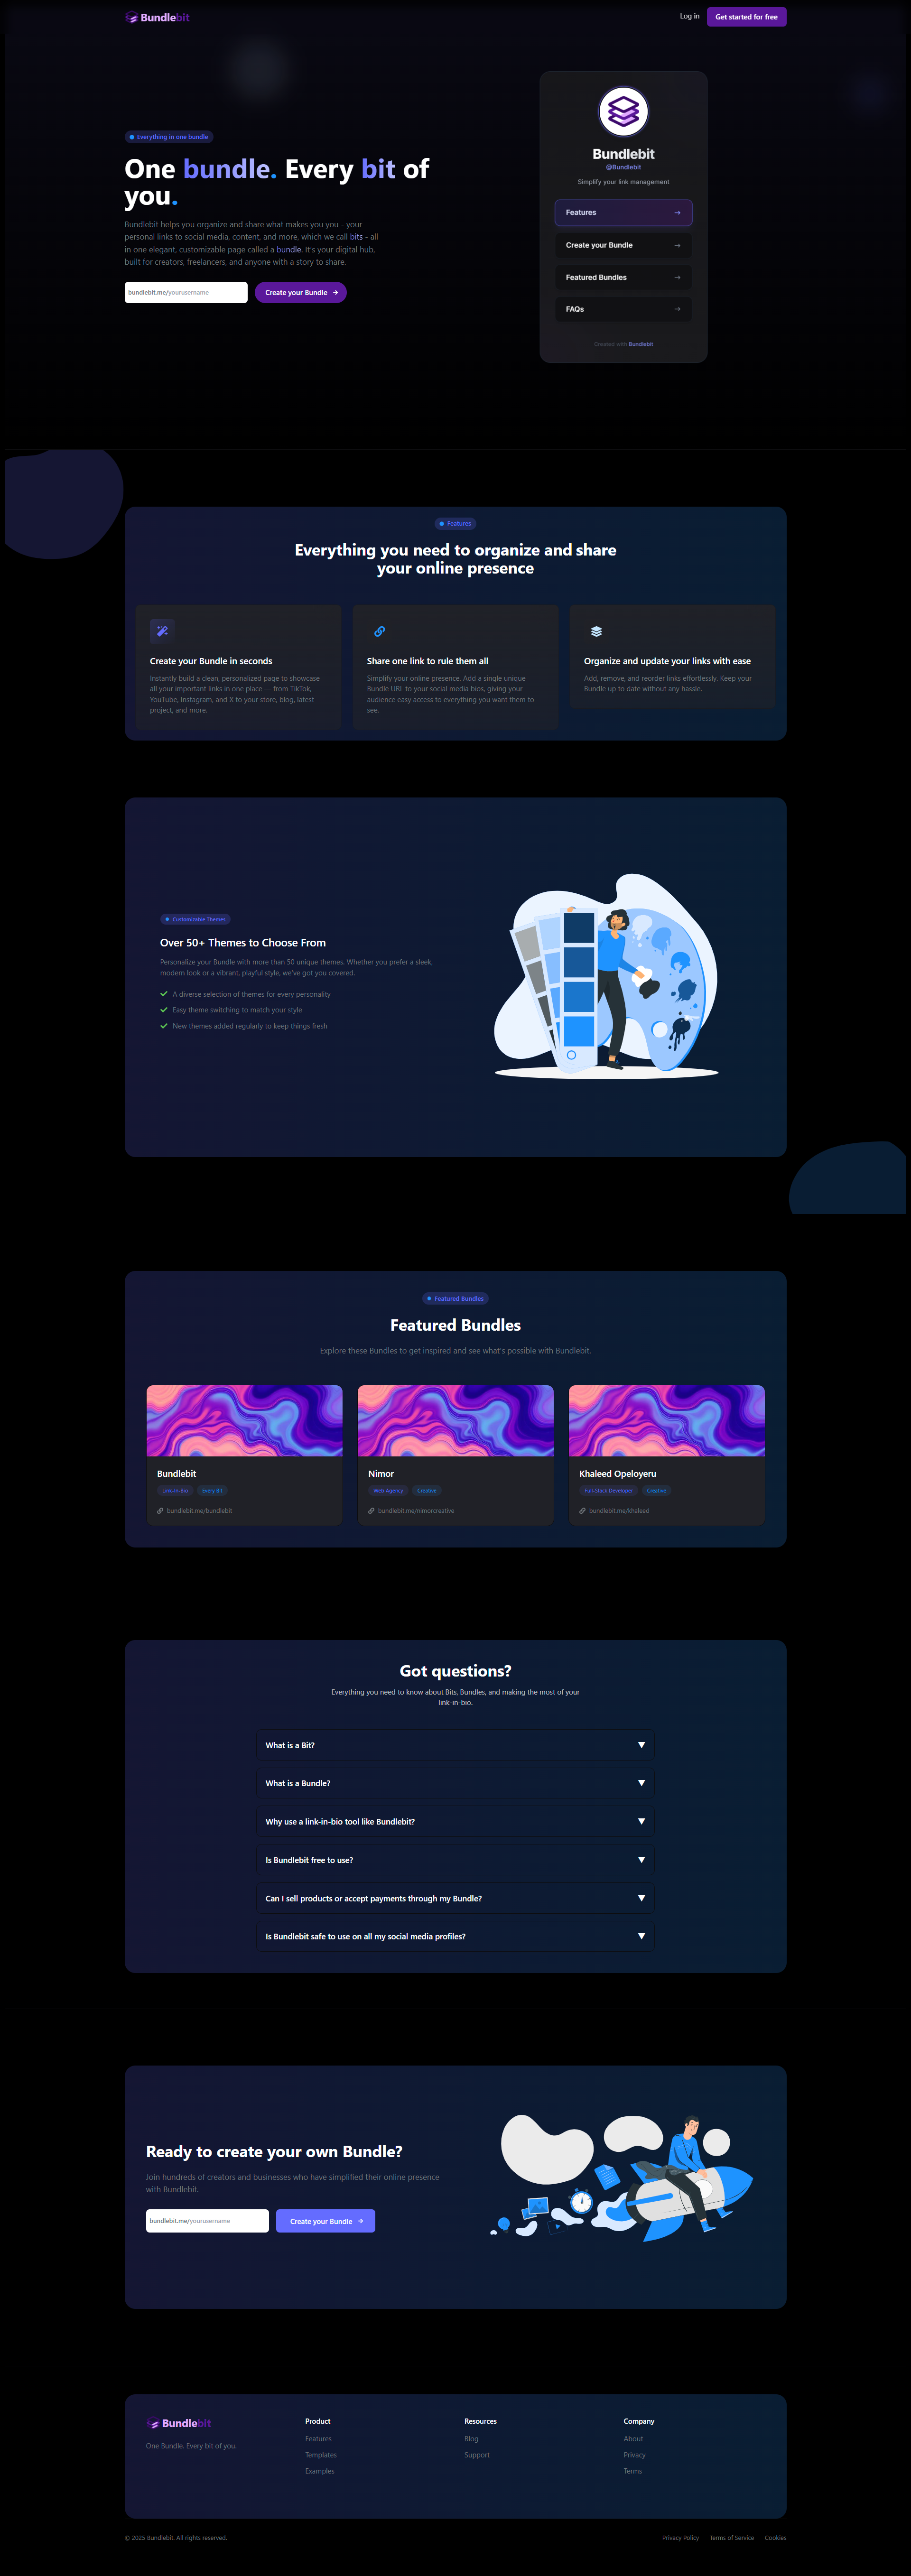 Bundlebit
Log in
Get started for free
Everything in one bundle
One bundle. Every bit of
you.
Bundlebit helps you organize and share what makes you you - your
personal links to social media, content, and more, which we call bits - all
in one elegant, customizable page called a bundle. It's your digital hub,
built for creators, freelancers, and anyone with a story to share.
bundlebit.me/yourusername
Create your Bundle →
Bundlebit
@Bundlebit
Simplify your link management
Features →
Create your Bundle →
Featured Bundles →
FAQs →
Created with Bundlebit
Features
Everything you need to organize and share
your online presence
Create your Bundle in seconds
Instantly build a clean, personalized page to showcase
all your important links in one place — from TikTok,
YouTube, Instagram, and X to your store, blog, latest
project, and more.
Share one link to rule them all
Simplify your online presence. Add a single unique
Bundle URL to your social media bios, giving your
audience easy access to everything you want them to
see.
Organize and update your links with ease
Add, remove, and reorder links effortlessly. Keep your
Bundle up to date without any hassle.
Customizable Themes
Over 50+ Themes to Choose From
Personalize your Bundle with more than 50 unique themes. Whether you prefer a sleek,
modern look or a vibrant, playful style, we've got you covered.
A diverse selection of themes for every personality
Easy theme switching to match your style
New themes added regularly to keep things fresh
Featured Bundles
Featured Bundles
Explore these Bundles to get inspired and see what's possible with Bundlebit.
Bundlebit
Link-in-Bio
Every Bit
bundlebit.me/bundlebit
Nimor
Web Agency
Creative
bundlebit.me/nimorcreative
Khaleed Opeloyeru
Full-Stack Developer
Creative
bundlebit.me/khaleed
Got questions?
Everything you need to know about Bits, Bundles, and making the most of your
link-in-bio.
What is a Bit?
What is a Bundle?
Why use a link-in-bio tool like Bundlebit?
Is Bundlebit free to use?
Can I sell products or accept payments through my Bundle?
Is Bundlebit safe to use on all my social media profiles?
Ready to create your own Bundle?
Join hundreds of creators and businesses who have simplified their online presence
with Bundlebit.
bundlebit.me/yourusername
Create your Bundle →
Bundlebit
One Bundle. Every bit of you.
Product
Features
Templates
Examples
Resources
Blog
Support
Company
About
Privacy
Terms
© 2025 Bundlebit. All rights reserved.
Privacy Policy
Terms of Service
Cookies